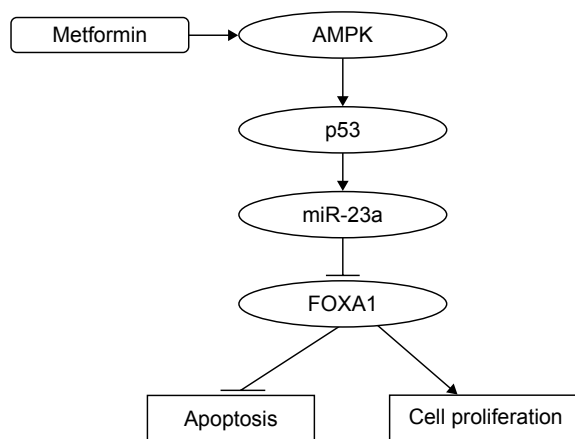 Metformin
AMPK
p53
miR-23a
FOXA1
Apoptosis
Cell proliferation